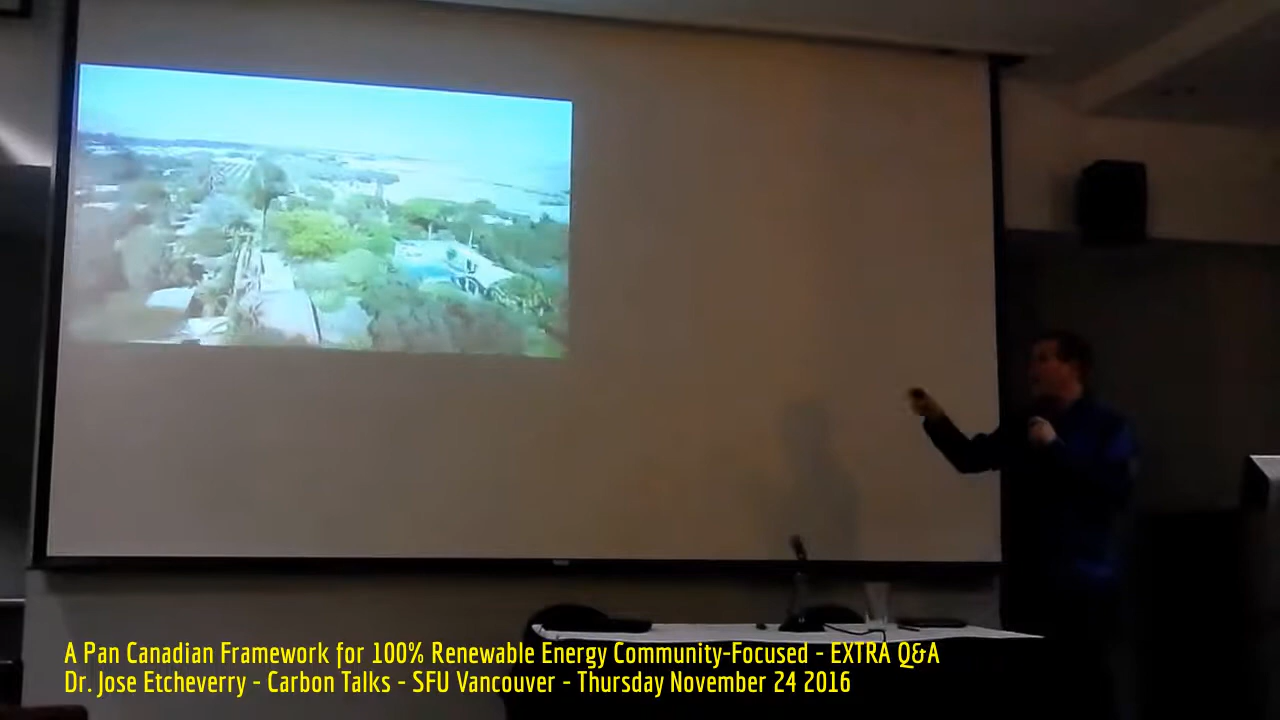 A Pan Canadian Framework for 100% Renewable Energy Community-Focused - EXTRA Q&A
Dr. Jose Etcheverry - Carbon Talks - SFU Vancouver - Thursday November 24 2016